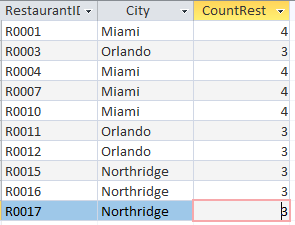 RestaurantID City CountRest
R0001 Miami 4
R0003 Orlando 3
R0004 Miami 4
R0007 Miami 4
R0010 Miami 4
R0011 Orlando 3
R0012 Orlando 3
R0015 Northridge 3
R0016 Northridge 3
R0017 Northridge 3